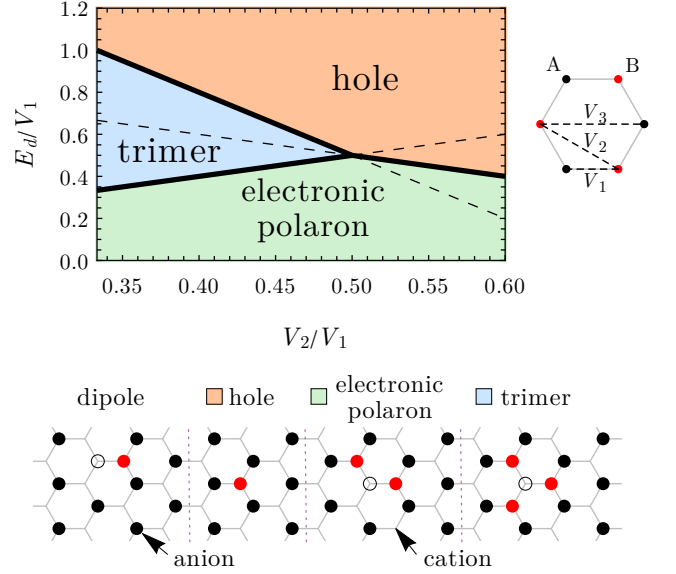 1.2
1.0
0.8
0.6
0.4
0.2
0.0
E_d/V_1
hole
trimer
electronic
polaron
0.35 0.40 0.45 0.50 0.55 0.60
V_2/V_1
A B
V_3
V_2
V_1
dipole
hole
electronic
polaron
trimer
anion
cation